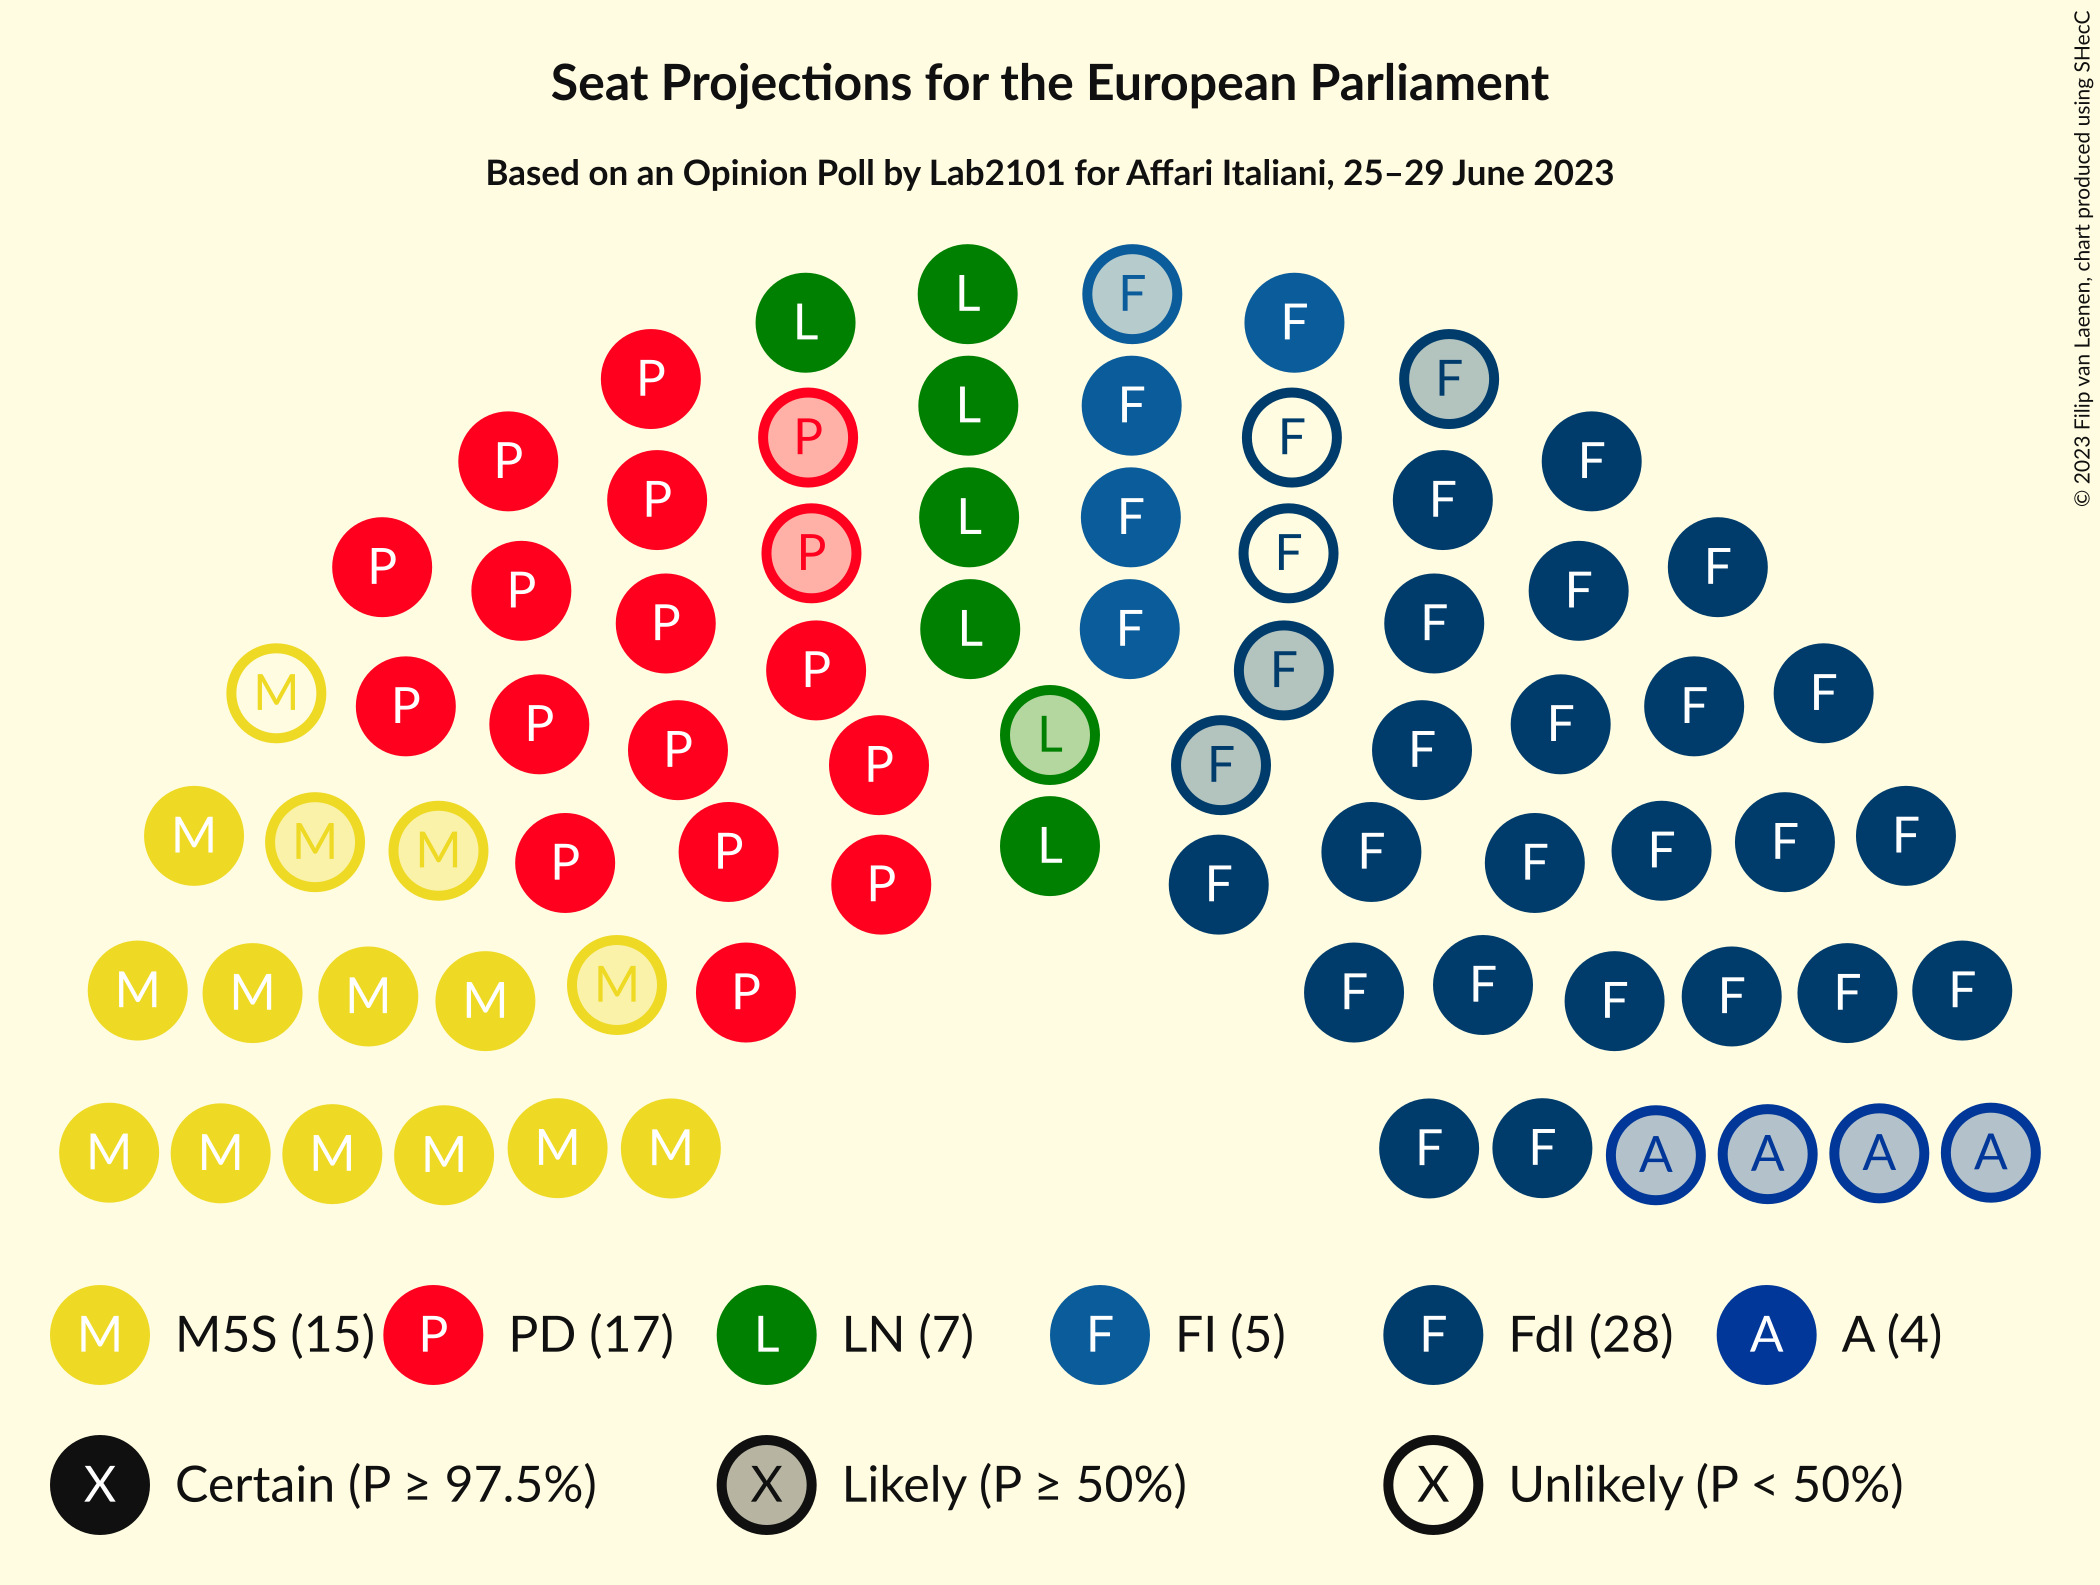 Seat Projections for the European Parliament
Based on an Opinion Poll by Lab2101 for Affari Italiani, 25–29 June 2023
© 2023 Filip van Laenen, chart produced using SHecC
L L F F
P L F
P L F F
P P F F
P P F F
P L F
P P F F
P P F F
M P P P P L F F F F F F
M M M P P P L F F F F F F
M M M M M P F F F F F F
M M M M M M F F A A A A
M M5S (15) P PD (17) L LN (7) F FI (5) F FdI (28) A A (4)
X Certain (P ≥ 97.5%) X Likely (P ≥ 50%) X Unlikely (P < 50%)